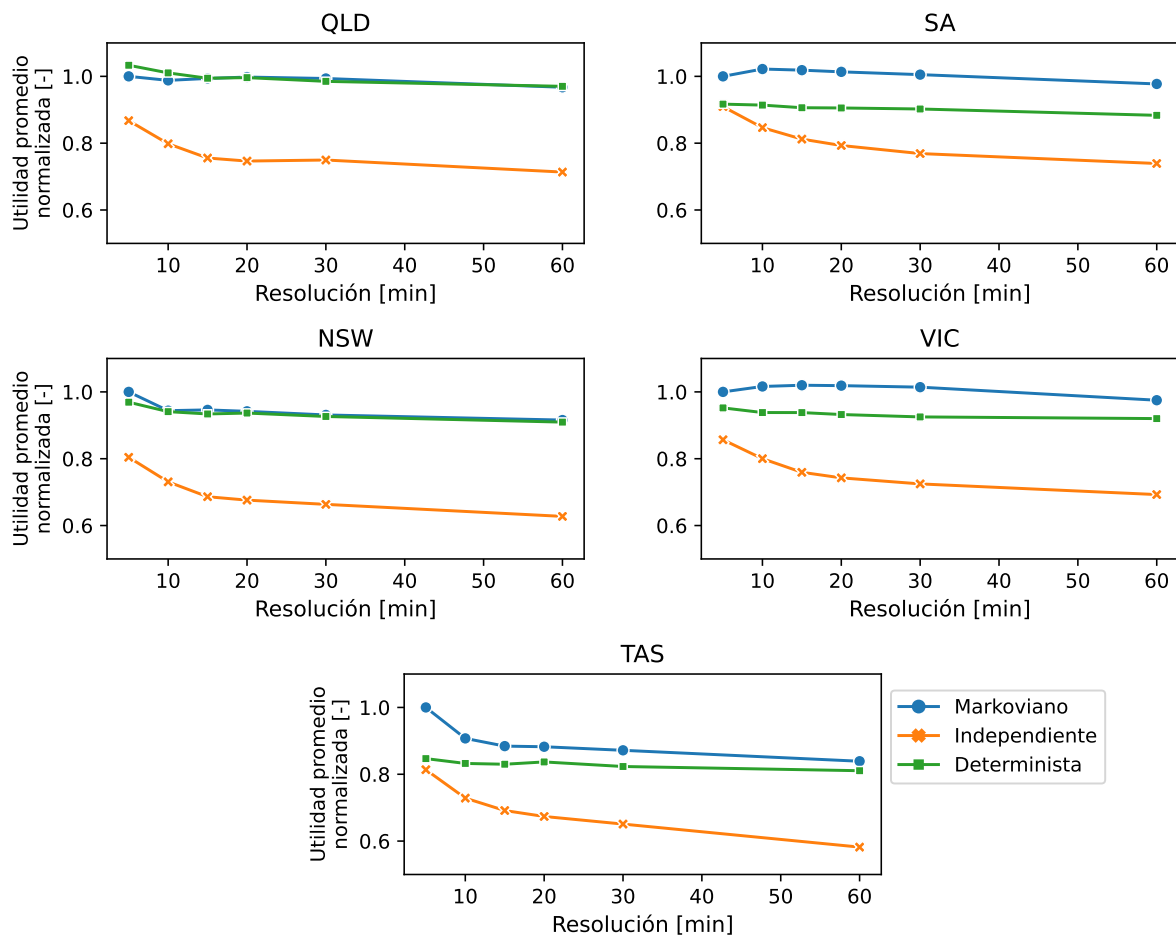 QLD
Utilidad promedio
normalizada [-]
1.0
0.8
0.6
10 20 30 40 50 60
Resolución [min]
SA
1.0
0.8
0.6
10 20 30 40 50 60
Resolución [min]
NSW
Utilidad promedio
normalizada [-]
1.0
0.8
0.6
10 20 30 40 50 60
Resolución [min]
VIC
1.0
0.8
0.6
10 20 30 40 50 60
Resolución [min]
TAS
Utilidad promedio
normalizada [-]
1.0
0.8
0.6
10 20 30 40 50 60
Resolución [min]
Markoviano
Independiente
Determinista